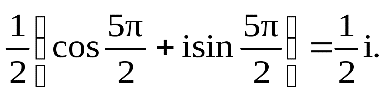 1/2 ( cos 5π/2 + isin 5π/2 ) = 1/2 i.